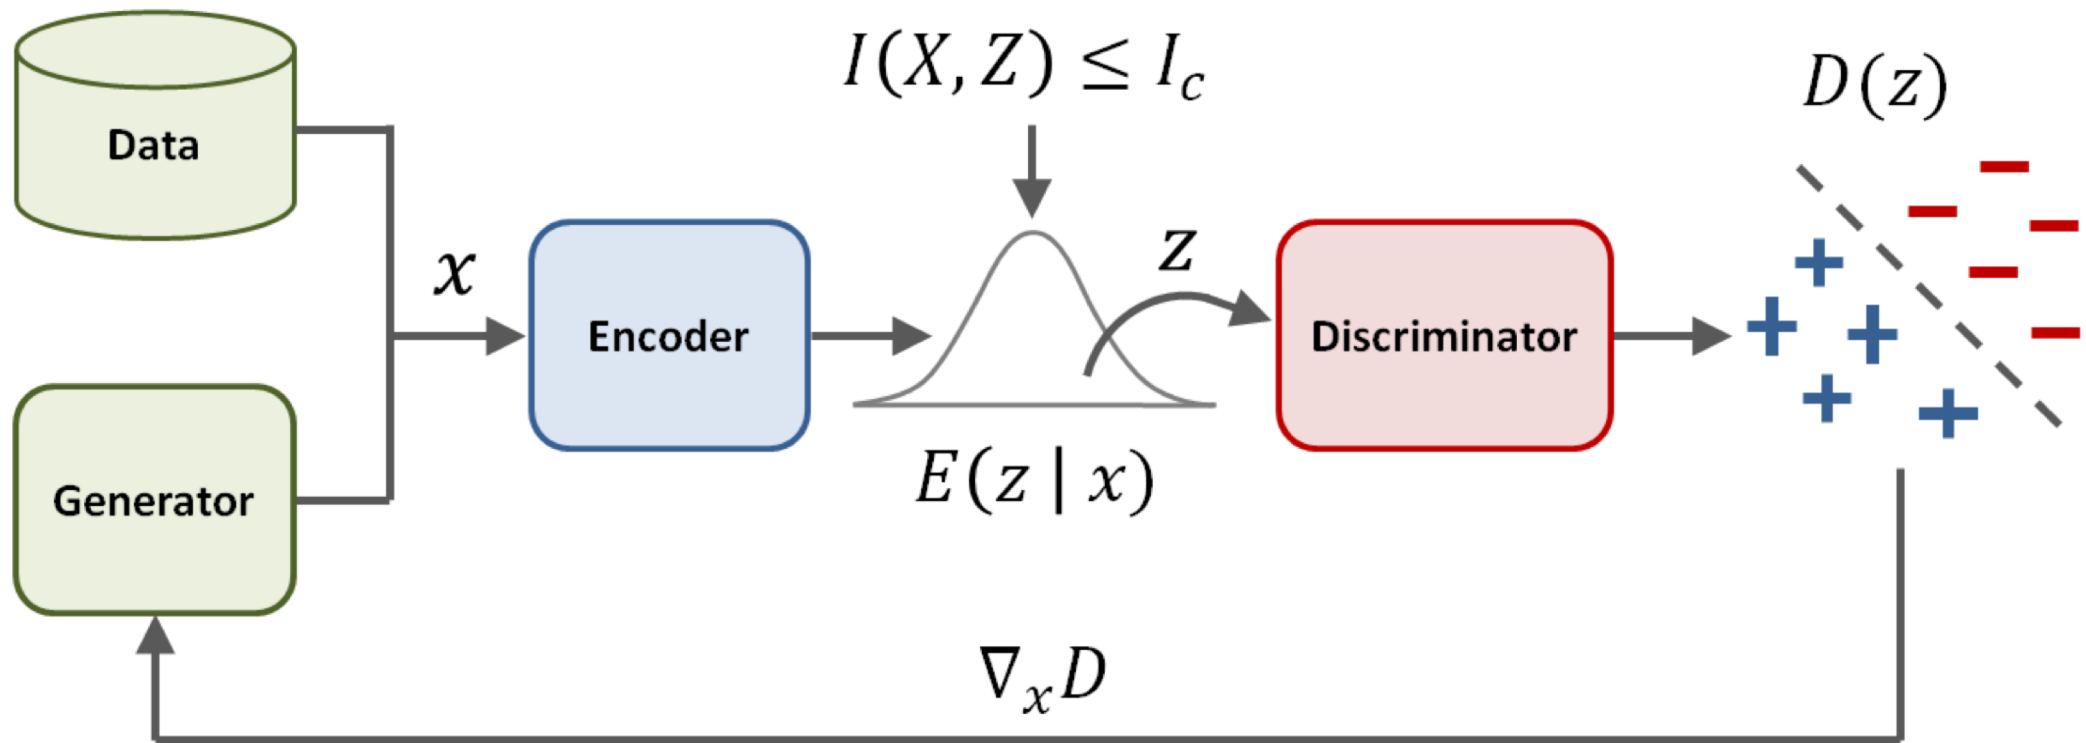 Data
Generator
x
Encoder
I(X, Z) ≤ I_c
E(z | x)
z
Discriminator
D(z)
∇_x D